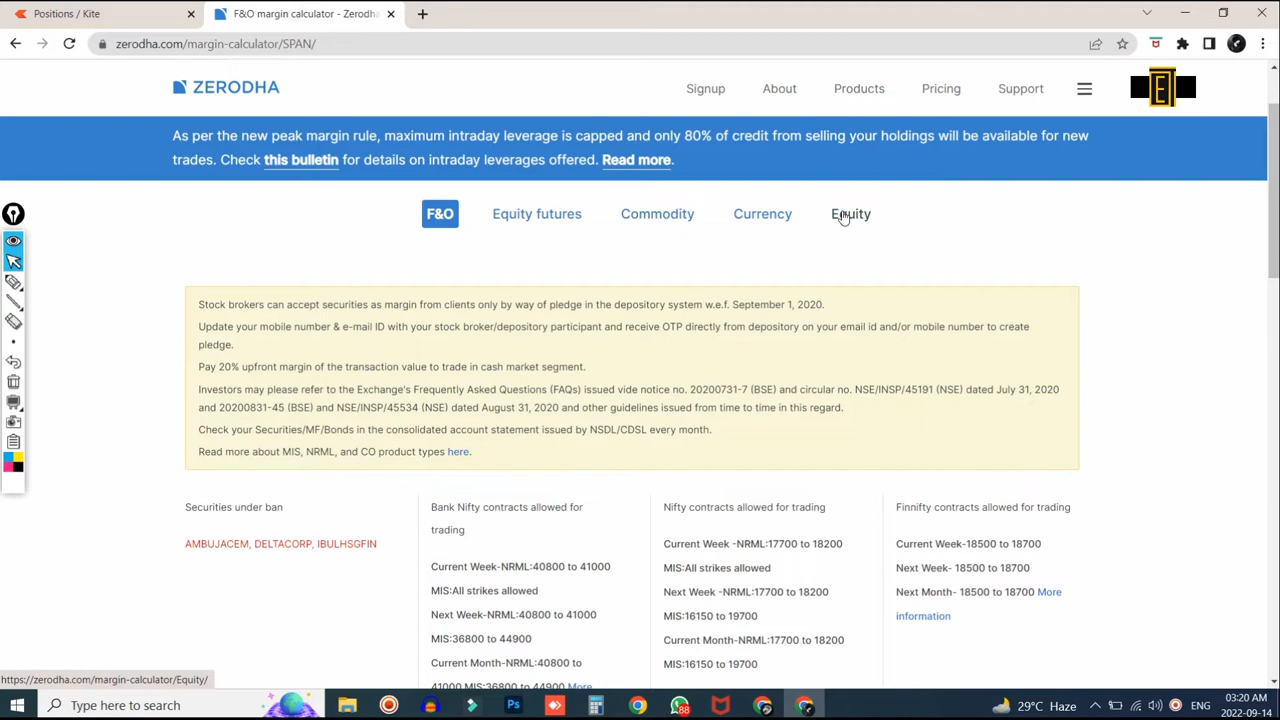 Positions / Kite
F&O margin calculator - Zerodha
zerodha.com/margin-calculator/SPAN/
ZERODHA
Signup
About
Products
Pricing
Support
As per the new peak margin rule, maximum intraday leverage is capped and only 80% of credit from selling your holdings will be available for new
trades. Check this bulletin for details on intraday leverages offered. Read more.
F&O
Equity futures
Commodity
Currency
Equity
Stock brokers can accept securities as margin from clients only by way of pledge in the depository system w.e.f. September 1, 2020.
Update your mobile number & e-mail ID with your stock broker/depository participant and receive OTP directly from depository on your email id and/or mobile number to create
pledge.
Pay 20% upfront margin of the transaction value to trade in cash market segment.
Investors may please refer to the Exchange's Frequently Asked Questions (FAQs) issued vide notice no. 20200731-7 (BSE) and circular no. NSE/INSP/45191 (NSE) dated July 31, 2020
and 20200831-45 (BSE) and NSE/INSP/45534 (NSE) dated August 31, 2020 and other guidelines issued from time to time in this regard.
Check your Securities/MF/Bonds in the consolidated account statement issued by NSDL/CDSL every month.
Read more about MIS, NRML, and CO product types here.
Securities under ban
AMBUJACEM, DELTACORP, IBULHSGFIN
Bank Nifty contracts allowed for
trading
Current Week-NRML:40800 to 41000
MIS:All strikes allowed
Next Week-NRML:40800 to 41000
MIS:36800 to 44900
Current Month-NRML:40800 to
41000 MIS:36800 to 44900 More
Nifty contracts allowed for trading
Current Week -NRML:17700 to 18200
MIS:All strikes allowed
Next Week -NRML:17700 to 18200
MIS:16150 to 19700
Current Month-NRML:17700 to 18200
MIS:16150 to 19700
Finnifty contracts allowed for trading
Current Week-18500 to 18700
Next Week- 18500 to 18700
Next Month- 18500 to 18700 More
information
https://zerodha.com/margin-calculator/Equity/
Type here to search
Ps
88
29°C Haze
ENG
03:20 AM
2022-09-14